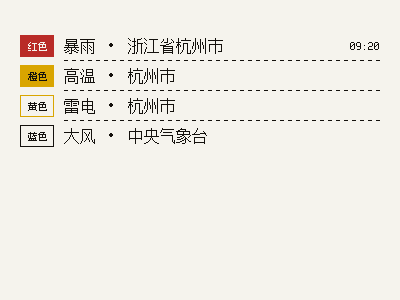 红色 暴雨 • 浙江省杭州市 09:20
橙色 高温 • 杭州市
黄色 雷电 • 杭州市
蓝色 大风 • 中央气象台